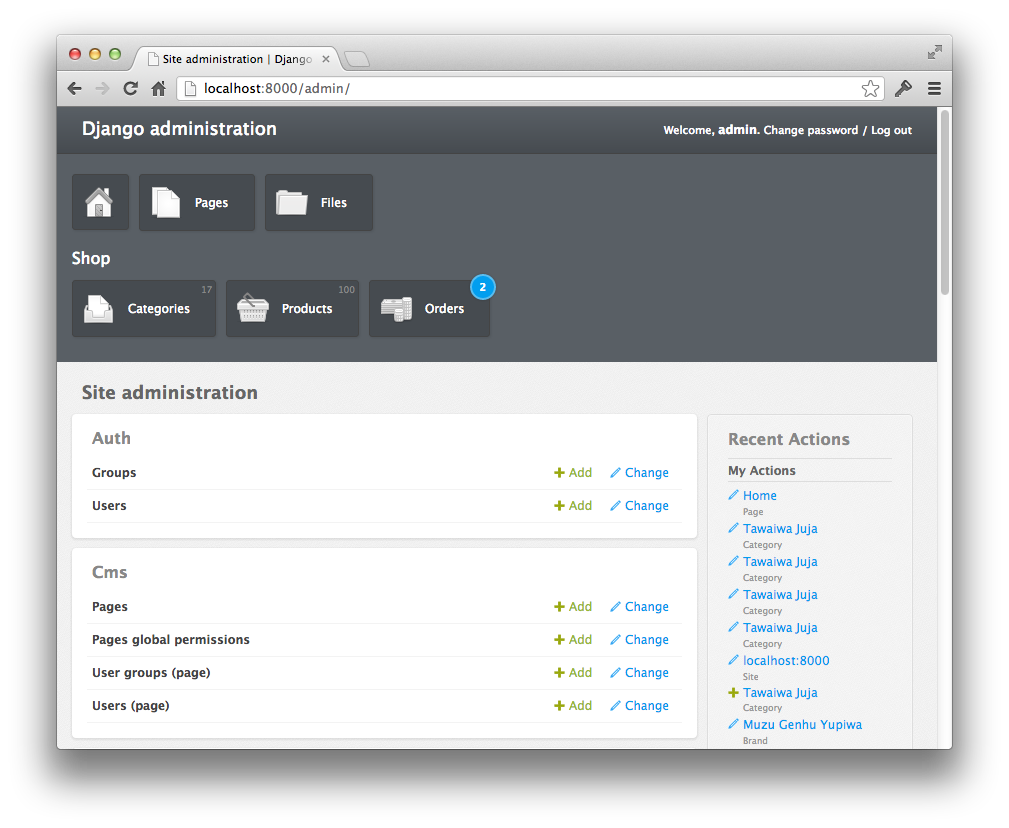 Site administration | Django
localhost:8000/admin/
Django administration
Welcome, admin. Change password / Log out
Pages
Files
Shop
Categories 17
Products 100
Orders 2
Site administration
Auth
Groups + Add Change
Users + Add Change
Cms
Pages + Add Change
Pages global permissions + Add Change
User groups (page) + Add Change
Users (page) + Add Change
Recent Actions
My Actions
Home
Page
Tawaiwa Juja
Category
Tawaiwa Juja
Category
Tawaiwa Juja
Category
Tawaiwa Juja
Category
localhost:8000
Site
+ Tawaiwa Juja
Category
Muzu Genhu Yupiwa
Brand